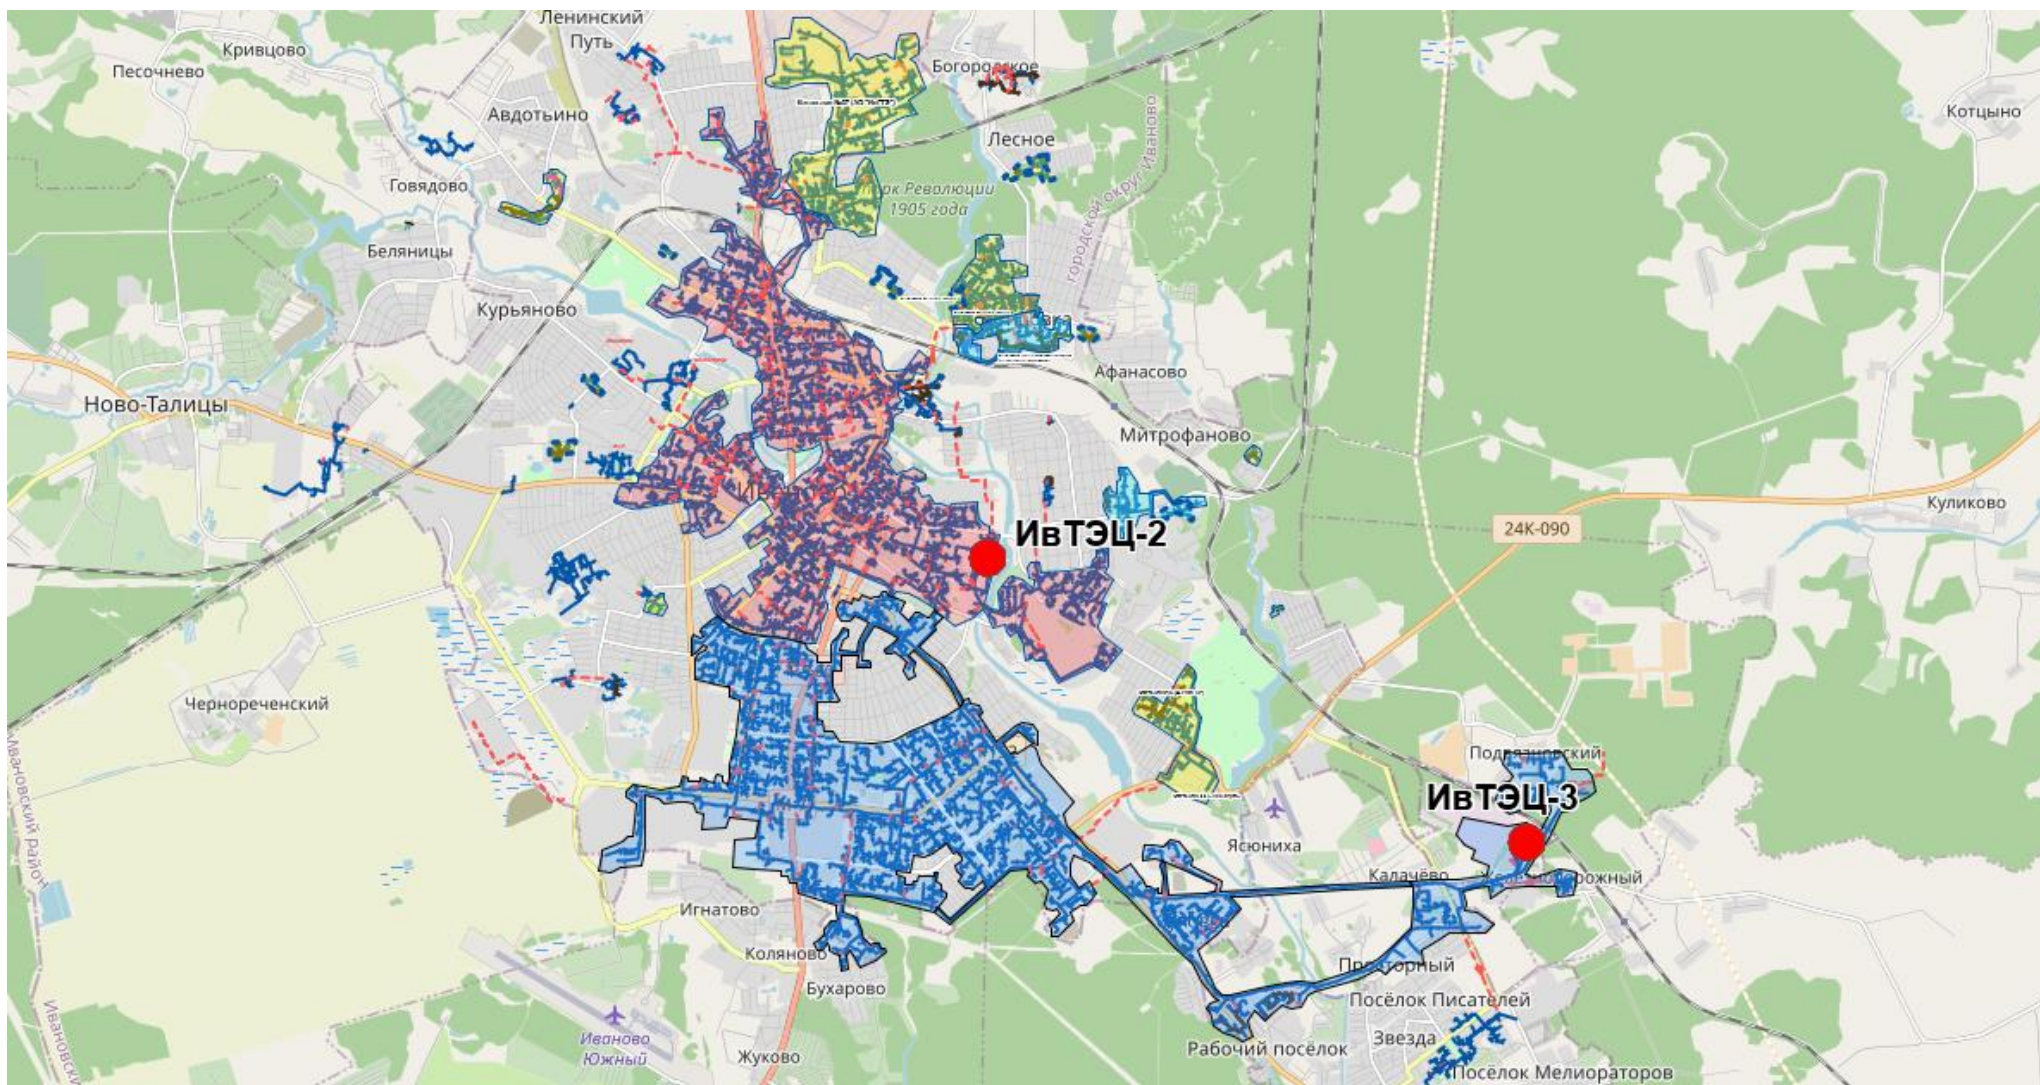 Ленинский
Путь
Кривцово
Песочнево
Богородское
Котцыно
Авдотьино
Лесное
городской округ Иваново
Говядово
Революции
1905 года
Беляницы
Курьяново
Афанасово
Ново-Талицы
Митрофаново
Куликово
24К-090
ИвТЭЦ-2
Чернореченский
Подвязновский
Ивановский район
ИвТЭЦ-3
Ясюниха
Калачёво
Игнатово
Коляново
Просторный
Бухарово
Посёлок Писателей
Иваново
Южный
Звезда
Жуково
Рабочий посёлок
Посёлок Мелиораторов